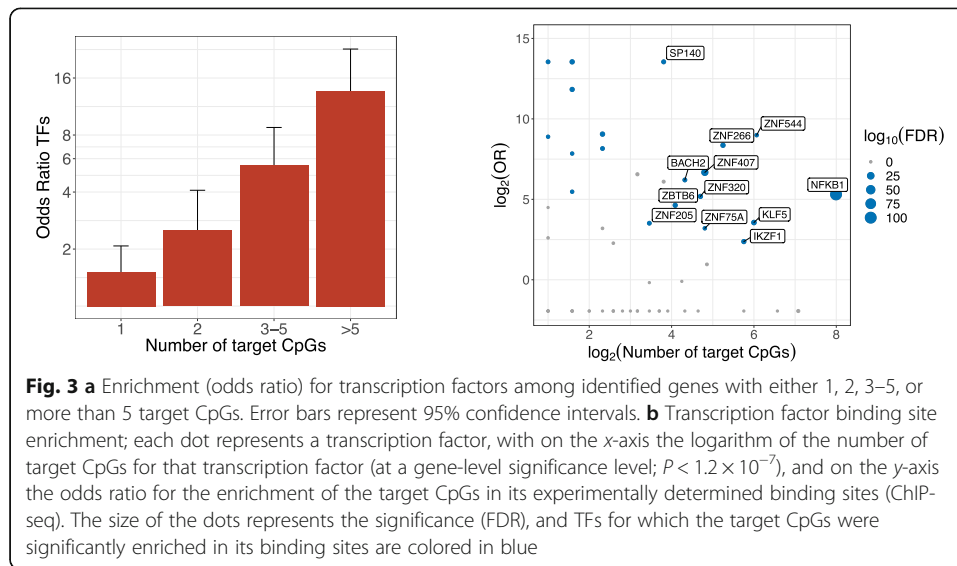 16
8
6
4
2
Odds Ratio TFs
1
2
3–5
>5
Number of target CpGs
15
10
5
0
log2(OR)
SP140
ZNF544
ZNF266
BACH2
ZNF407
NFKB1
ZBTB6
ZNF320
ZNF205
ZNF75A
KLF5
IKZF1
2
4
6
8
log2(Number of target CpGs)
log10(FDR)
0
25
50
75
100
Fig. 3 a Enrichment (odds ratio) for transcription factors among identified genes with either 1, 2, 3–5, or
more than 5 target CpGs. Error bars represent 95% confidence intervals. b Transcription factor binding site
enrichment; each dot represents a transcription factor, with on the x-axis the logarithm of the number of
target CpGs for that transcription factor (at a gene-level significance level; P < 1.2 × 10−7), and on the y-axis
the odds ratio for the enrichment of the target CpGs in its experimentally determined binding sites (ChIP-
seq). The size of the dots represents the significance (FDR), and TFs for which the target CpGs were
significantly enriched in its binding sites are colored in blue